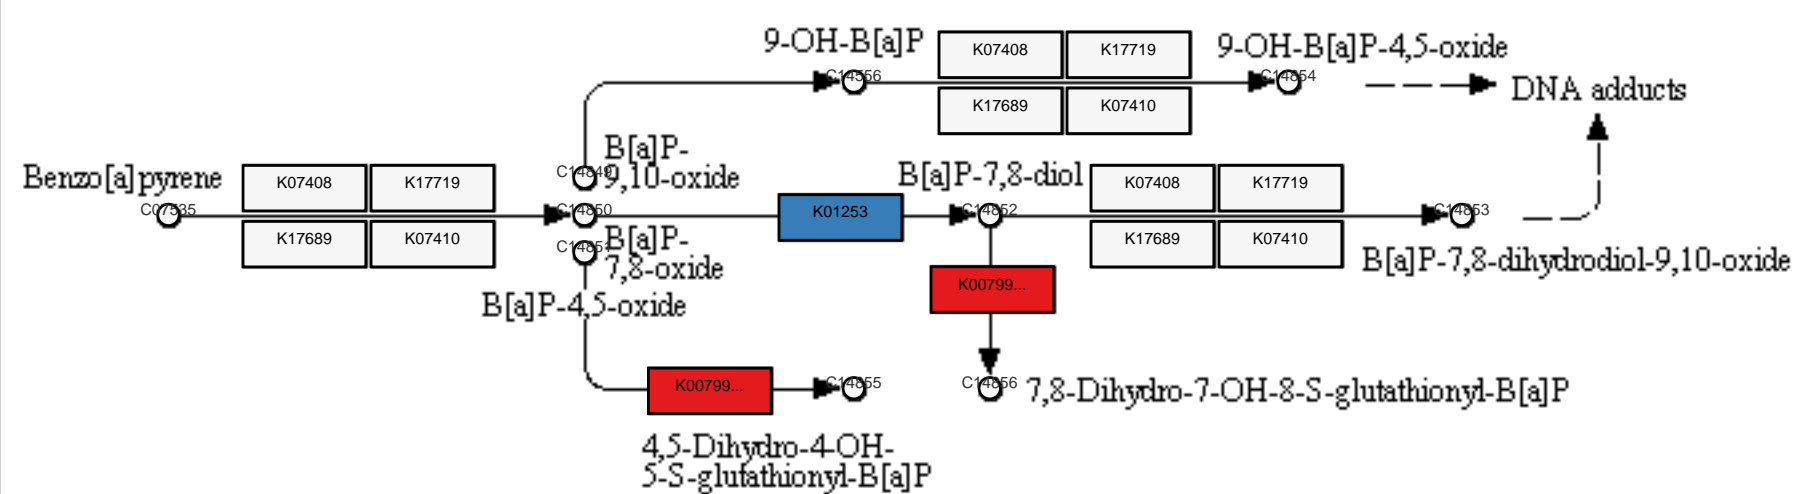 9-OH-B[a]P
K07408
K17719
9-OH-B[a]P-4,5-oxide
C14556
C14854
K17689
K07410
DNA adducts
Benzo[a]pyrene
K07408
K17719
B[a]P-
9,10-oxide
C14849
B[a]P-7,8-diol
K07408
K17719
C07535
C14850
K01253
C14852
C14853
K17689
K07410
C14851
B[a]P-
7,8-oxide
K17689
K07410
B[a]P-7,8-dihydrodiol-9,10-oxide
B[a]P-4,5-oxide
K00799...
K00799...
C14855
C14856
7,8-Dihydro-7-OH-8-S-glutathionyl-B[a]P
4,5-Dihydro-4-OH-
5-S-glutathionyl-B[a]P